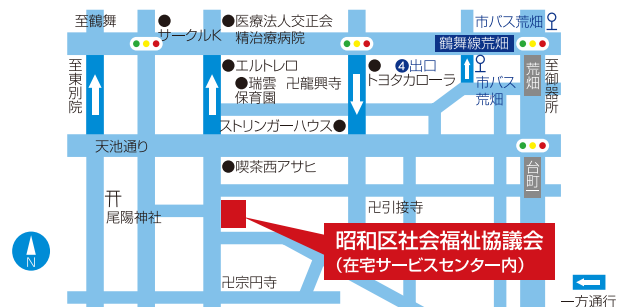 至鶴舞
サークルK
医療法人交正会
精治療病院
市バス荒畑
鶴舞線荒畑
至東別院
エルトレロ
瑞雲
保育園
卍龍興寺
トヨタカローラ
4出口
市バス
荒畑
荒畑
至御器所
ストリンガーハウス
天池通り
喫茶西アサヒ
台町
尾陽神社
卍引接寺
昭和区社会福祉協議会
(在宅サービスセンター内)
卍宗円寺
N
一方通行